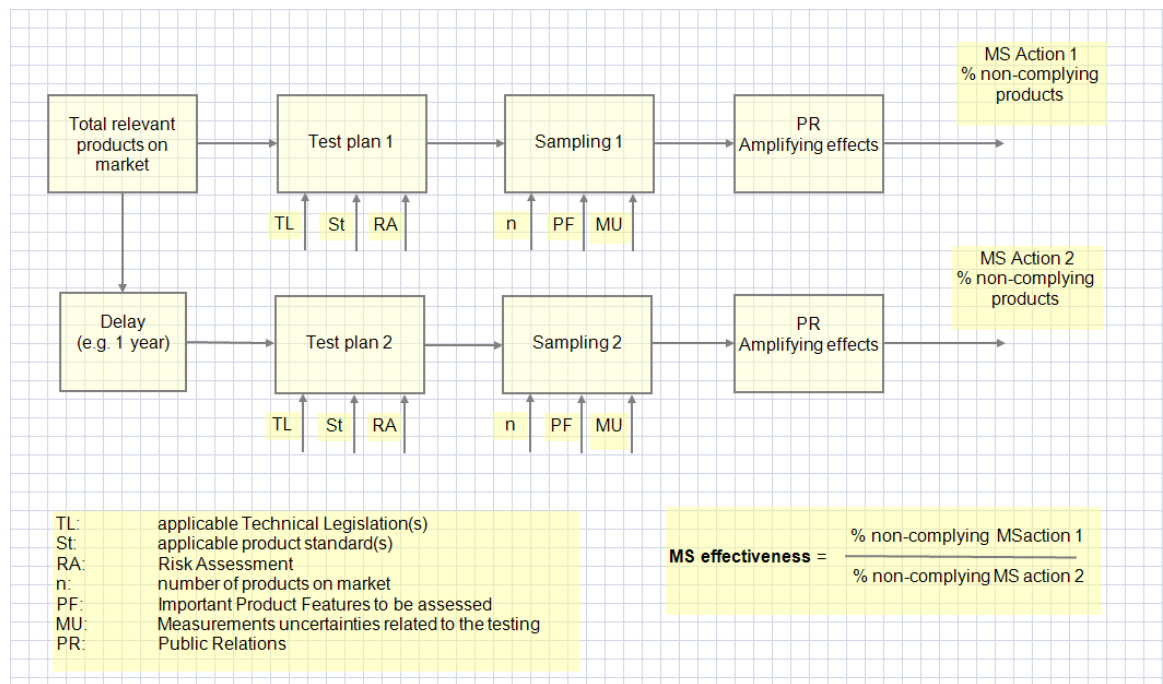 MS Action 1
% non-complying
products
Total relevant
products on
market
Test plan 1
Sampling 1
PR
Amplifying effects
TL
St
RA
n
PF
MU
MS Action 2
% non-complying
products
Delay
(e.g. 1 year)
Test plan 2
Sampling 2
PR
Amplifying effects
TL
St
RA
n
PF
MU
TL: applicable Technical Legislation(s)
St: applicable product standard(s)
RA: Risk Assessment
n: number of products on market
PF: Important Product Features to be assessed
MU: Measurements uncertainties related to the testing
PR: Public Relations
% non-complying MSaction 1
MS effectiveness =
% non-complying MS action 2